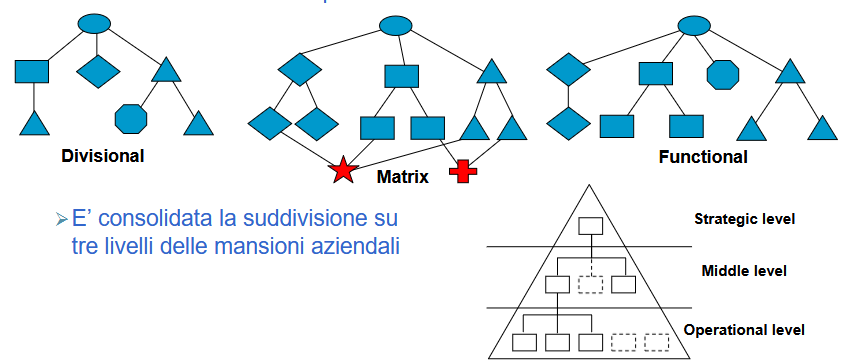 Divisional
Matrix
Functional
E' consolidata la suddivisione su
tre livelli delle mansioni aziendali
Strategic level
Middle level
Operational level